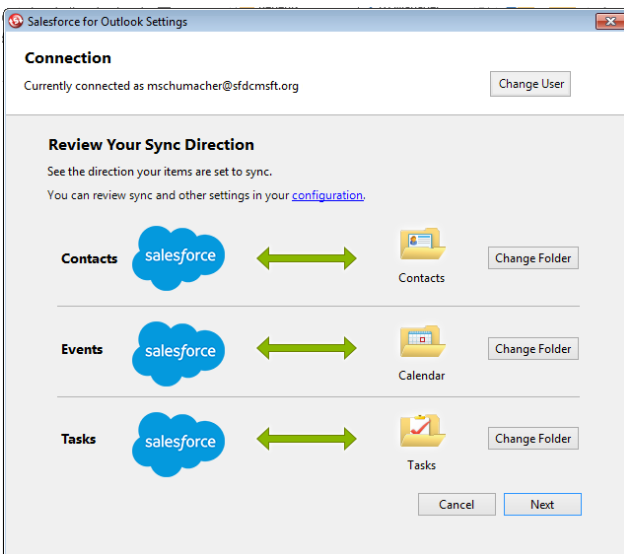 Salesforce for Outlook Settings
Connection
Currently connected as mschumacher@sfdcmsft.org
Change User
Review Your Sync Direction
See the direction your items are set to sync.
You can review sync and other settings in your configuration.
Contacts
salesforce
Contacts
Change Folder
Events
salesforce
Calendar
Change Folder
Tasks
salesforce
Tasks
Change Folder
Cancel
Next